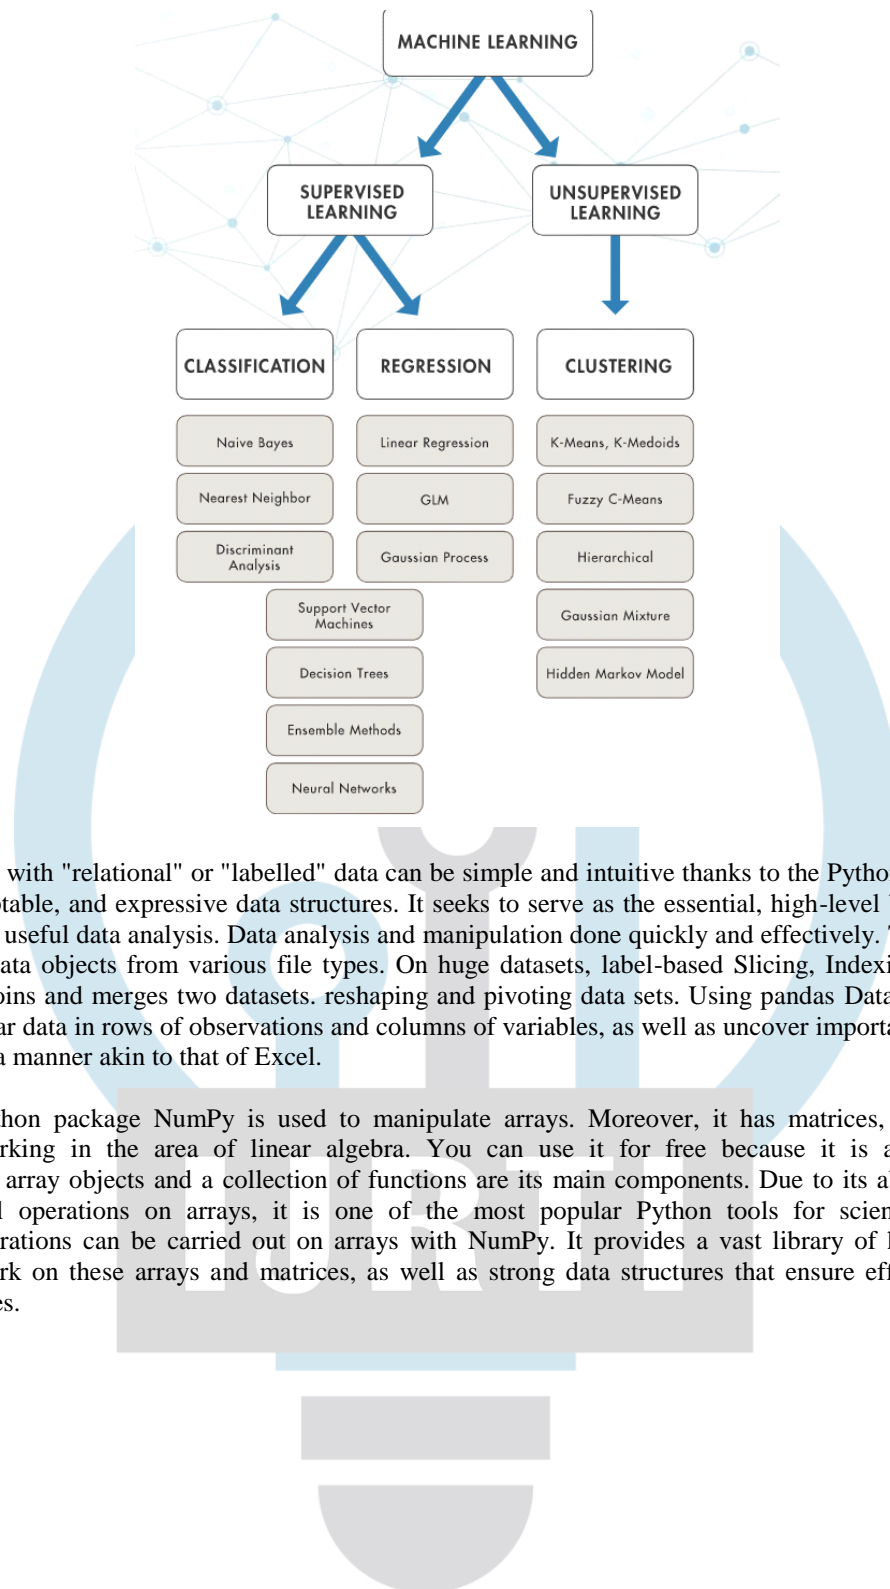 MACHINE LEARNING
SUPERVISED
LEARNING
UNSUPERVISED
LEARNING
CLASSIFICATION
REGRESSION
CLUSTERING
Naive Bayes
Linear Regression
K-Means, K-Medoids
Nearest Neighbor
GLM
Fuzzy C-Means
Discriminant
Analysis
Gaussian Process
Hierarchical
Support Vector
Machines
Gaussian Mixture
Decision Trees
Hidden Markov Model
Ensemble Methods
Neural Networks
with "relational" or "labelled" data can be simple and intuitive thanks to the Python
ptable, and expressive data structures. It seeks to serve as the essential, high-level
useful data analysis. Data analysis and manipulation done quickly and effectively.
ata objects from various file types. On huge datasets, label-based Slicing, Indexi
oins and merges two datasets. reshaping and pivoting data sets. Using pandas Data
ar data in rows of observations and columns of variables, as well as uncover importa
a manner akin to that of Excel.
thon package NumPy is used to manipulate arrays. Moreover, it has matrices,
rking in the area of linear algebra. You can use it for free because it is a
array objects and a collection of functions are its main components. Due to its ab
l operations on arrays, it is one of the most popular Python tools for scien
rations can be carried out on arrays with NumPy. It provides a vast library of
rk on these arrays and matrices, as well as strong data structures that ensure eff
es.
IJRTI